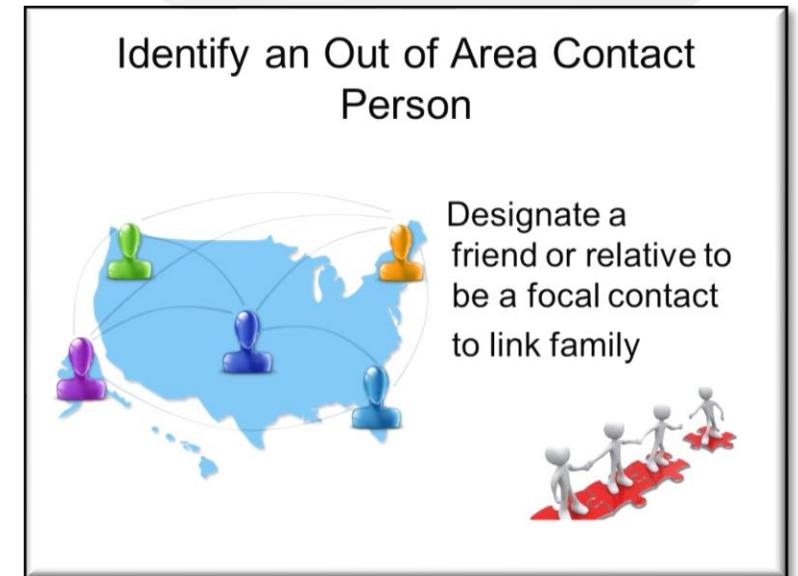 Identify an Out of Area Contact
Person
Designate a
friend or relative to
be a focal contact
to link family